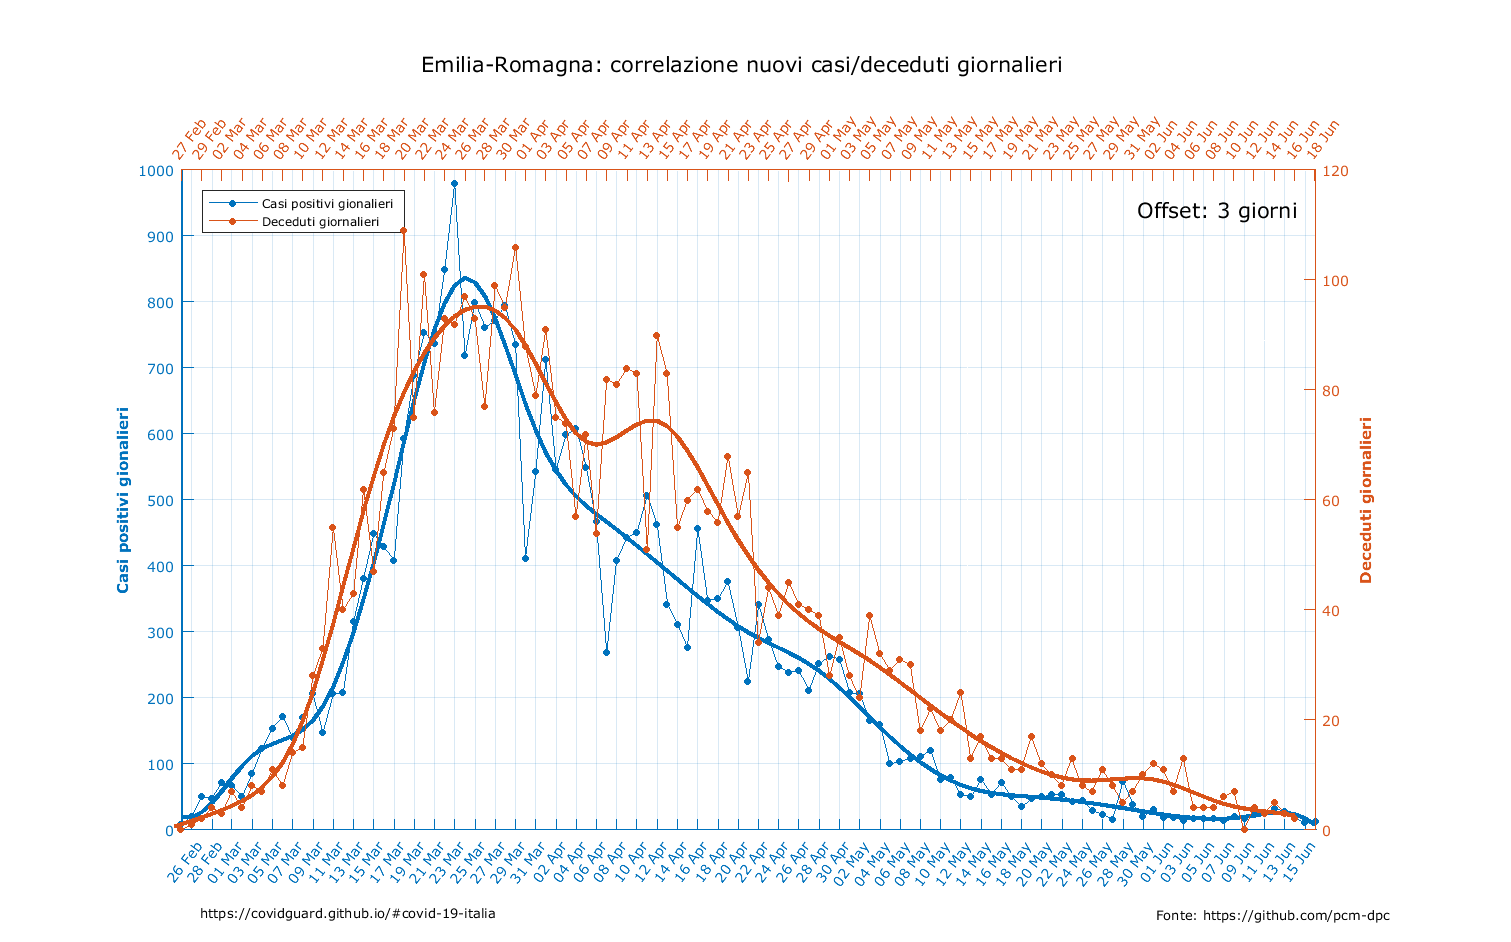 Emilia-Romagna: correlazione nuovi casi/deceduti giornalieri
27 Feb 29 Feb 02 Mar 04 Mar 06 Mar 08 Mar 10 Mar 12 Mar 14 Mar 16 Mar 18 Mar 20 Mar 22 Mar 24 Mar 26 Mar 28 Mar 30 Mar 01 Apr 03 Apr 05 Apr 07 Apr 09 Apr 11 Apr 13 Apr 15 Apr 17 Apr 19 Apr 21 Apr 23 Apr 25 Apr 27 Apr 29 Apr 01 May 03 May 05 May 07 May 09 May 11 May 13 May 15 May 17 May 19 May 21 May 23 May 25 May 27 May 29 May 31 May 02 Jun 04 Jun 06 Jun 08 Jun 10 Jun 12 Jun 14 Jun 16 Jun 18 Jun
1000
900
800
700
600
500
400
300
200
100
0
Casi positivi gionalieri
Casi positivi gionalieri
Deceduti giornalieri
Offset: 3 giorni
120
100
80
60
40
20
0
Deceduti giornalieri
26 Feb 28 Feb 01 Mar 03 Mar 05 Mar 07 Mar 09 Mar 11 Mar 13 Mar 15 Mar 17 Mar 19 Mar 21 Mar 23 Mar 25 Mar 27 Mar 29 Mar 31 Mar 02 Apr 04 Apr 06 Apr 08 Apr 10 Apr 12 Apr 14 Apr 16 Apr 18 Apr 20 Apr 22 Apr 24 Apr 26 Apr 28 Apr 30 Apr 02 May 04 May 06 May 08 May 10 May 12 May 14 May 16 May 18 May 20 May 22 May 24 May 26 May 28 May 30 May 01 Jun 03 Jun 05 Jun 07 Jun 09 Jun 11 Jun 13 Jun 15 Jun
https://covidguard.github.io/#covid-19-italia
Fonte: https://github.com/pcm-dpc